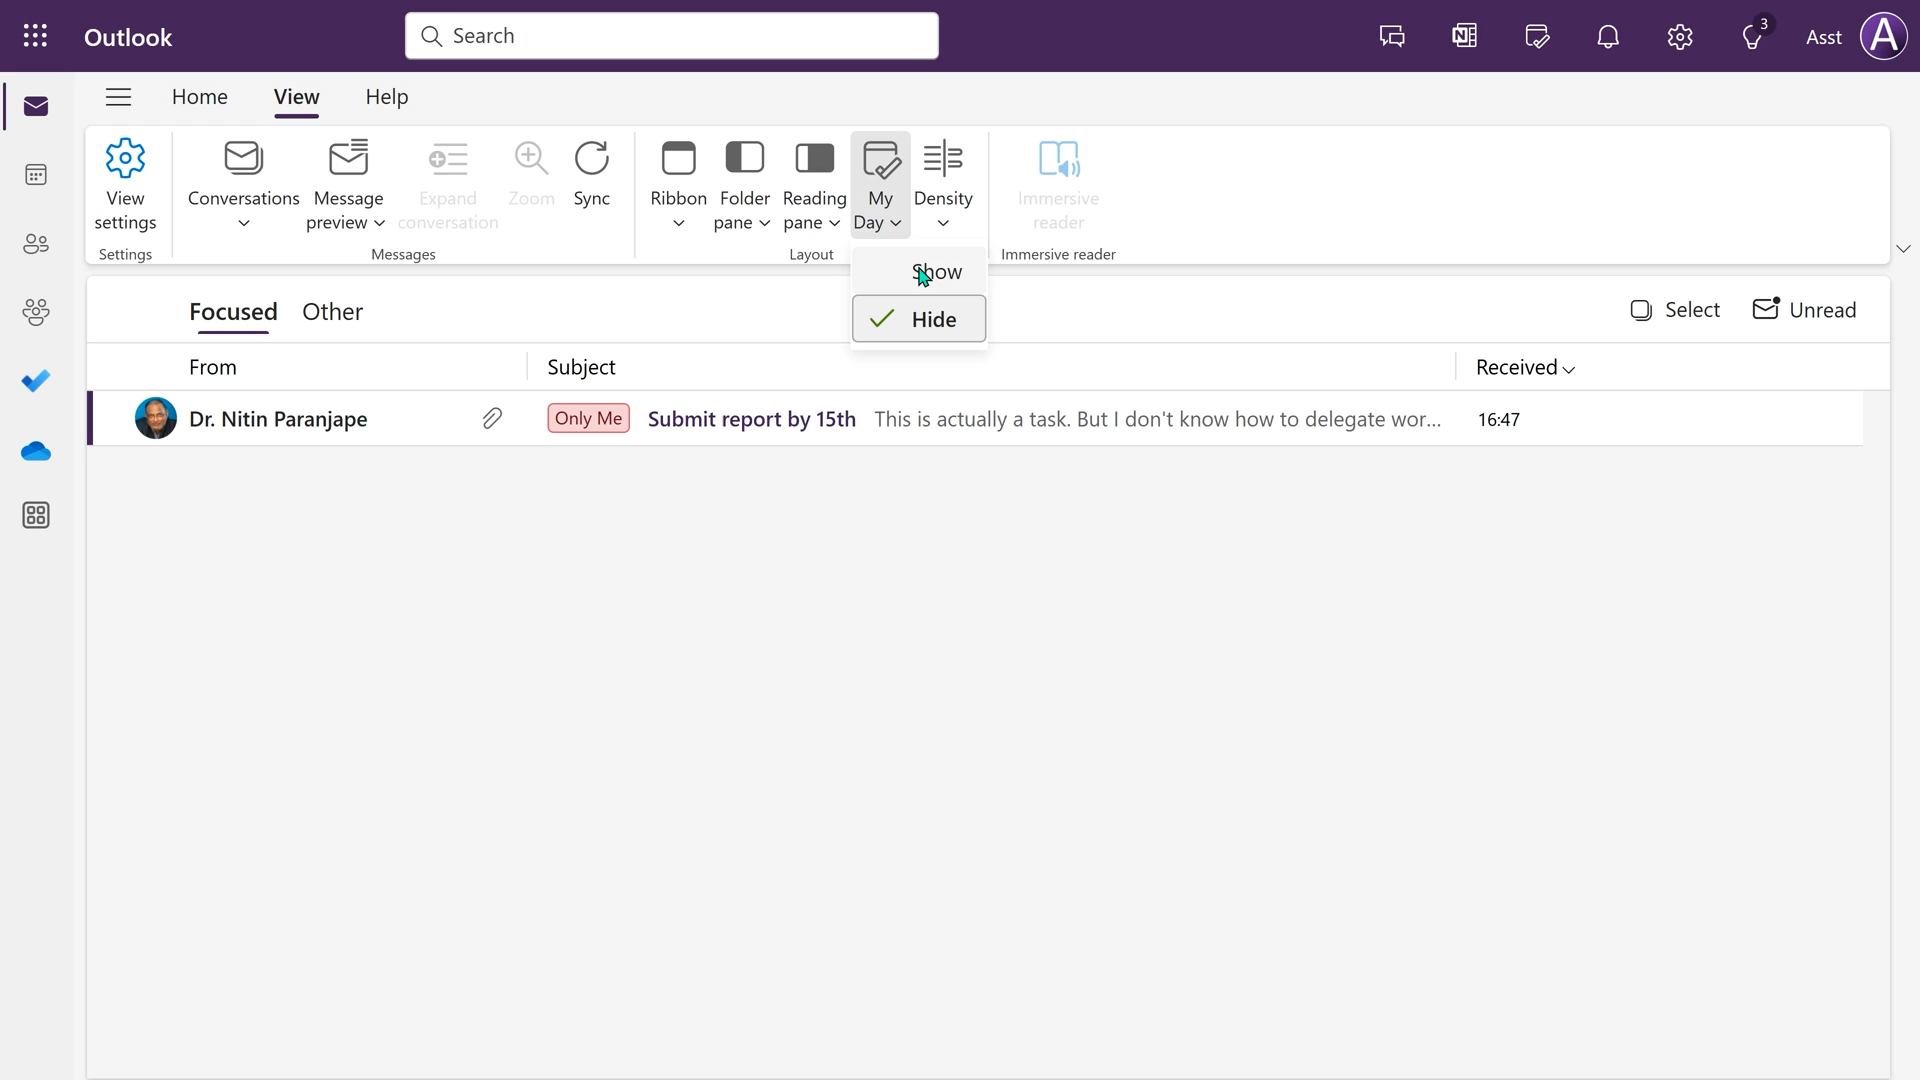 Outlook
Search
3
Asst
A
Home View Help
View settings
Conversations
Message preview
Expand conversation
Zoom
Sync
Ribbon
Folder pane
Reading pane
My Day
Density
Immersive reader
Settings
Messages
Layout
Immersive reader
Show
Hide
Focused Other
Select
Unread
From Subject Received
Dr. Nitin Paranjape Only Me Submit report by 15th This is actually a task. But I don't know how to delegate wor... 16:47